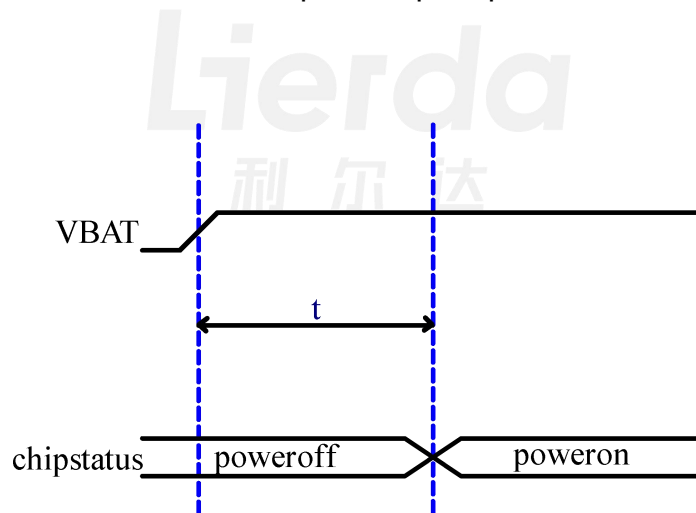 Lierda
利尔达
VBAT
t
chipstatus
poweroff
poweron